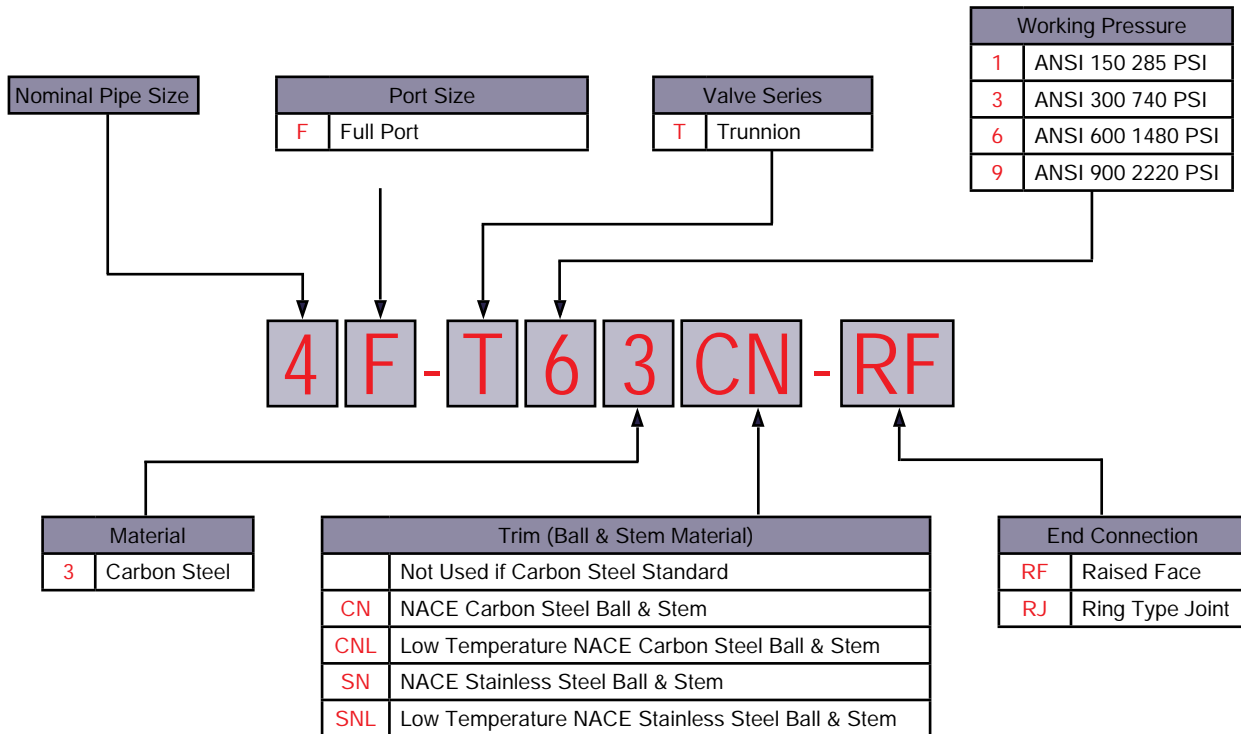 Working Pressure
1 ANSI 150 285 PSI
3 ANSI 300 740 PSI
6 ANSI 600 1480 PSI
9 ANSI 900 2220 PSI
Nominal Pipe Size
Port Size
F Full Port
Valve Series
T Trunnion
4 F - T 6 3 CN - RF
Material
3 Carbon Steel
Trim (Ball & Stem Material)
Not Used if Carbon Steel Standard
CN NACE Carbon Steel Ball & Stem
CNL Low Temperature NACE Carbon Steel Ball & Stem
SN NACE Stainless Steel Ball & Stem
SNL Low Temperature NACE Stainless Steel Ball & Stem
End Connection
RF Raised Face
RJ Ring Type Joint